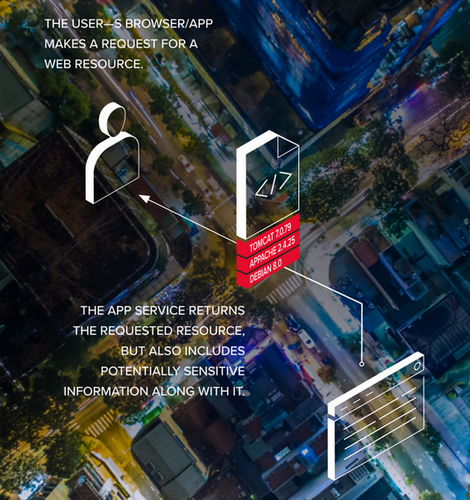 THE USER—S BROWSER/APP
MAKES A REQUEST FOR A
WEB RESOURCE.
</>
TOMCAT 7.0.79
APPACHE 2.4.25
DEBIAN 8.0
THE APP SERVICE RETURNS
THE REQUESTED RESOURCE,
BUT ALSO INCLUDES
POTENTIALLY SENSITIVE
INFORMATION ALONG WITH IT.